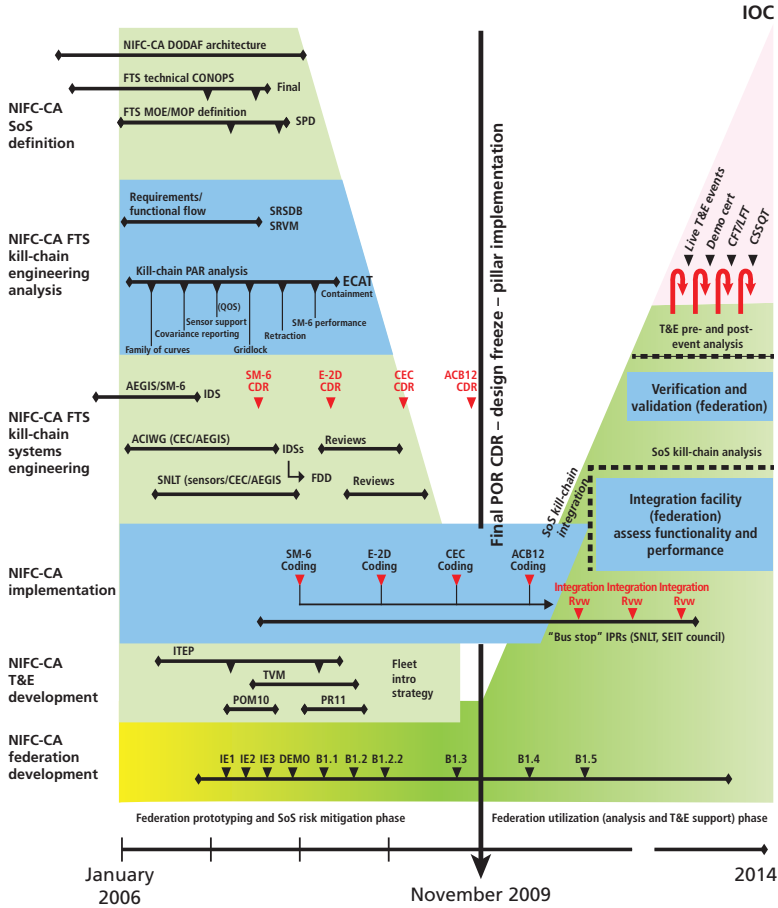 IOC
NIFC-CA
SoS
definition
NIFC-CA DODAF architecture
FTS technical CONOPS
Final
FTS MOE/MOP definition
SPD
NIFC-CA FTS
kill-chain
engineering
analysis
Requirements/
functional flow
SRSDB
SRVM
Kill-chain PAR analysis
ECAT
Containment
(QOS)
Sensor support
SM-6 performance
Covariance reporting
Retraction
Family of curves
Gridlock
NIFC-CA FTS
kill-chain
systems
engineering
AEGIS/SM-6
IDS
SM-6
CDR
E-2D
CDR
CEC
CDR
ACB12
CDR
ACIWG (CEC/AEGIS)
IDSs
Reviews
FDD
SNLT (sensors/CEC/AEGIS
Reviews
Final POR CDR – design freeze – pillar implementation
Live T&E events
Demo cert
CFT/LFT
CSSQT
T&E pre- and post-
event analysis
Verification and
validation (federation)
SoS kill-chain analysis
SoS kill-chain
integration
Integration facility
(federation)
assess functionality and
performance
NIFC-CA
implementation
SM-6
Coding
E-2D
Coding
CEC
Coding
ACB12
Coding
Integration
Rvw
Integration
Rvw
Integration
Rvw
"Bus stop" IPRs (SNLT, SEIT council)
NIFC-CA
T&E
development
ITEP
TVM
POM10
PR11
Fleet
intro
strategy
NIFC-CA
federation
development
IE1 IE2 IE3 DEMO B1.1 B1.2 B1.2.2 B1.3 B1.4 B1.5
Federation prototyping and SoS risk mitigation phase
Federation utilization (analysis and T&E support) phase
January
2006
November 2009
2014